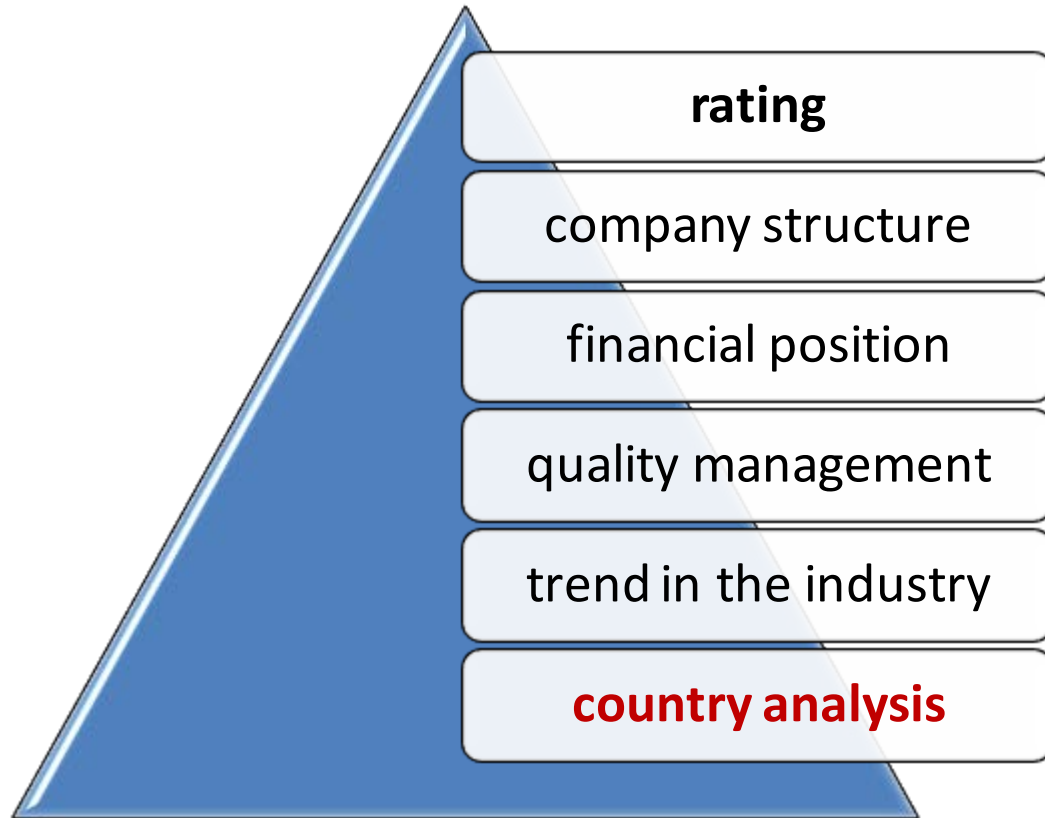 rating
company structure
financial position
quality management
trend in the industry
country analysis